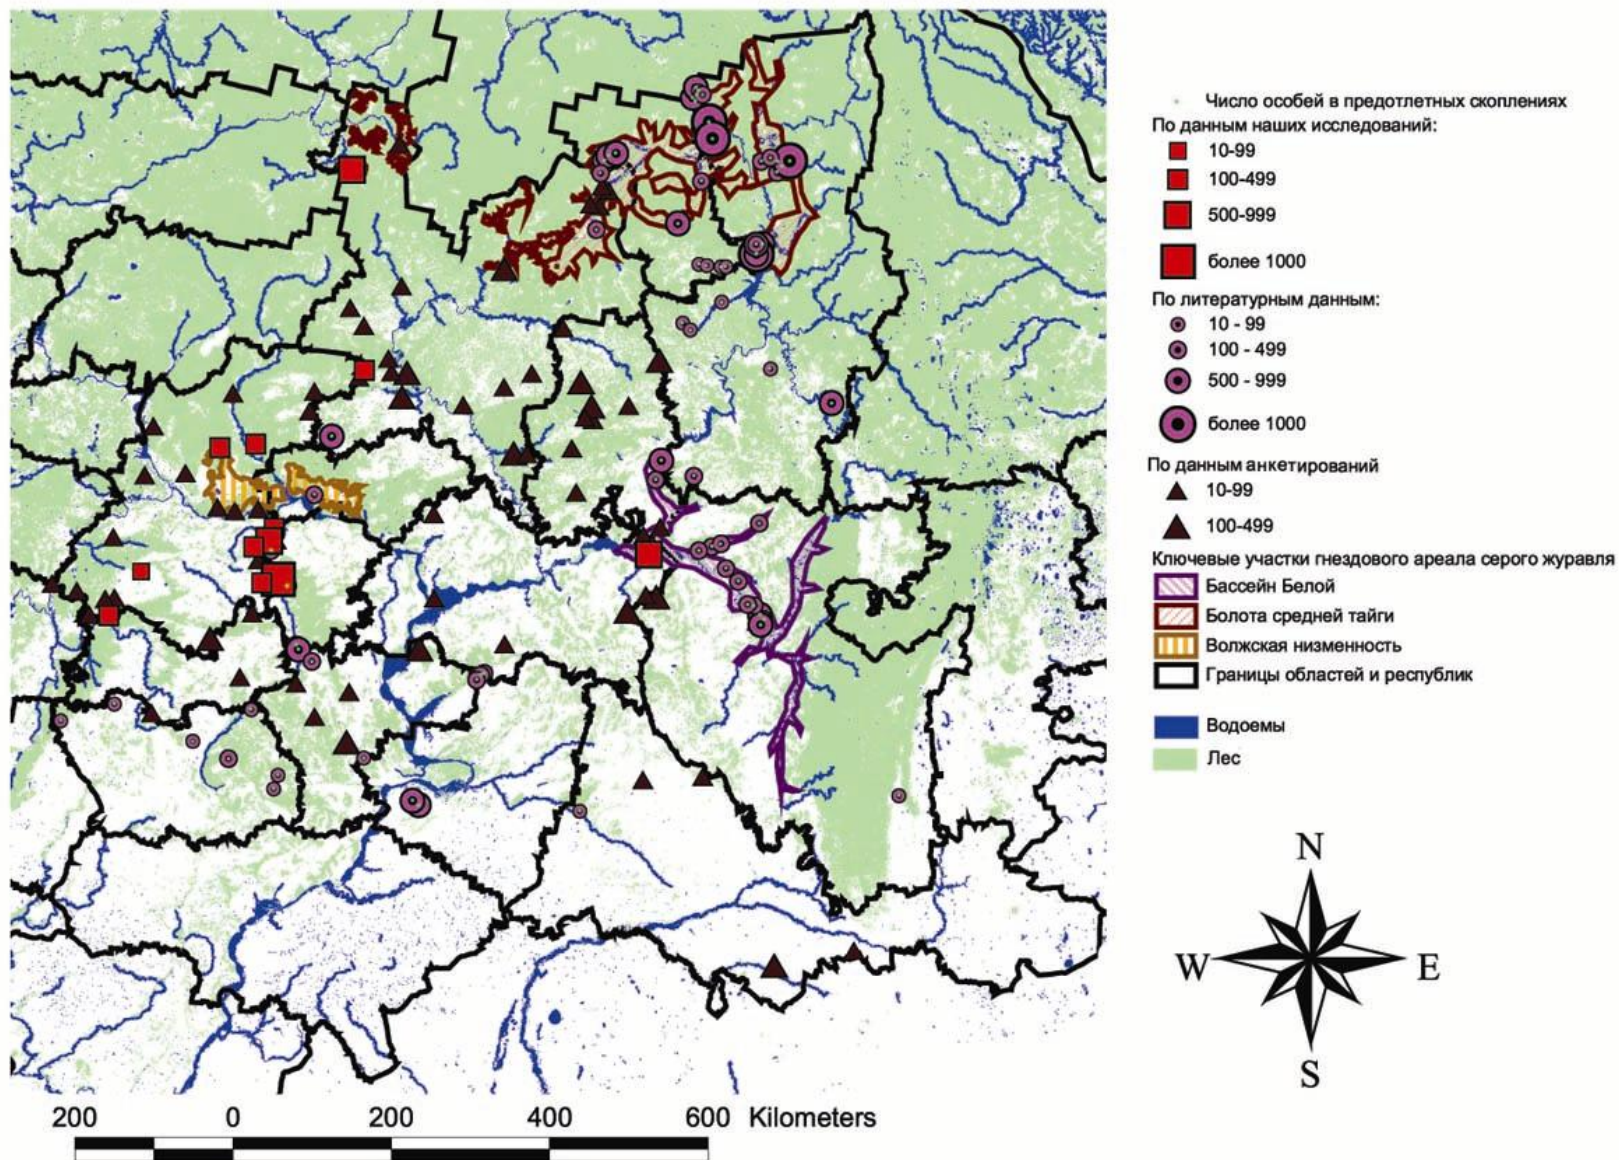 Число особей в предотлетных скоплениях
По данным наших исследований:
10-99
100-499
500-999
более 1000
По литературным данным:
10 - 99
100 - 499
500 - 999
более 1000
По данным анкетирований
10-99
100-499
Ключевые участки гнездового ареала серого журавля
Бассейн Белой
Болота средней тайги
Волжская низменность
Границы областей и республик
Водоемы
Лес
N
W E
S
200 0 200 400 600 Kilometers